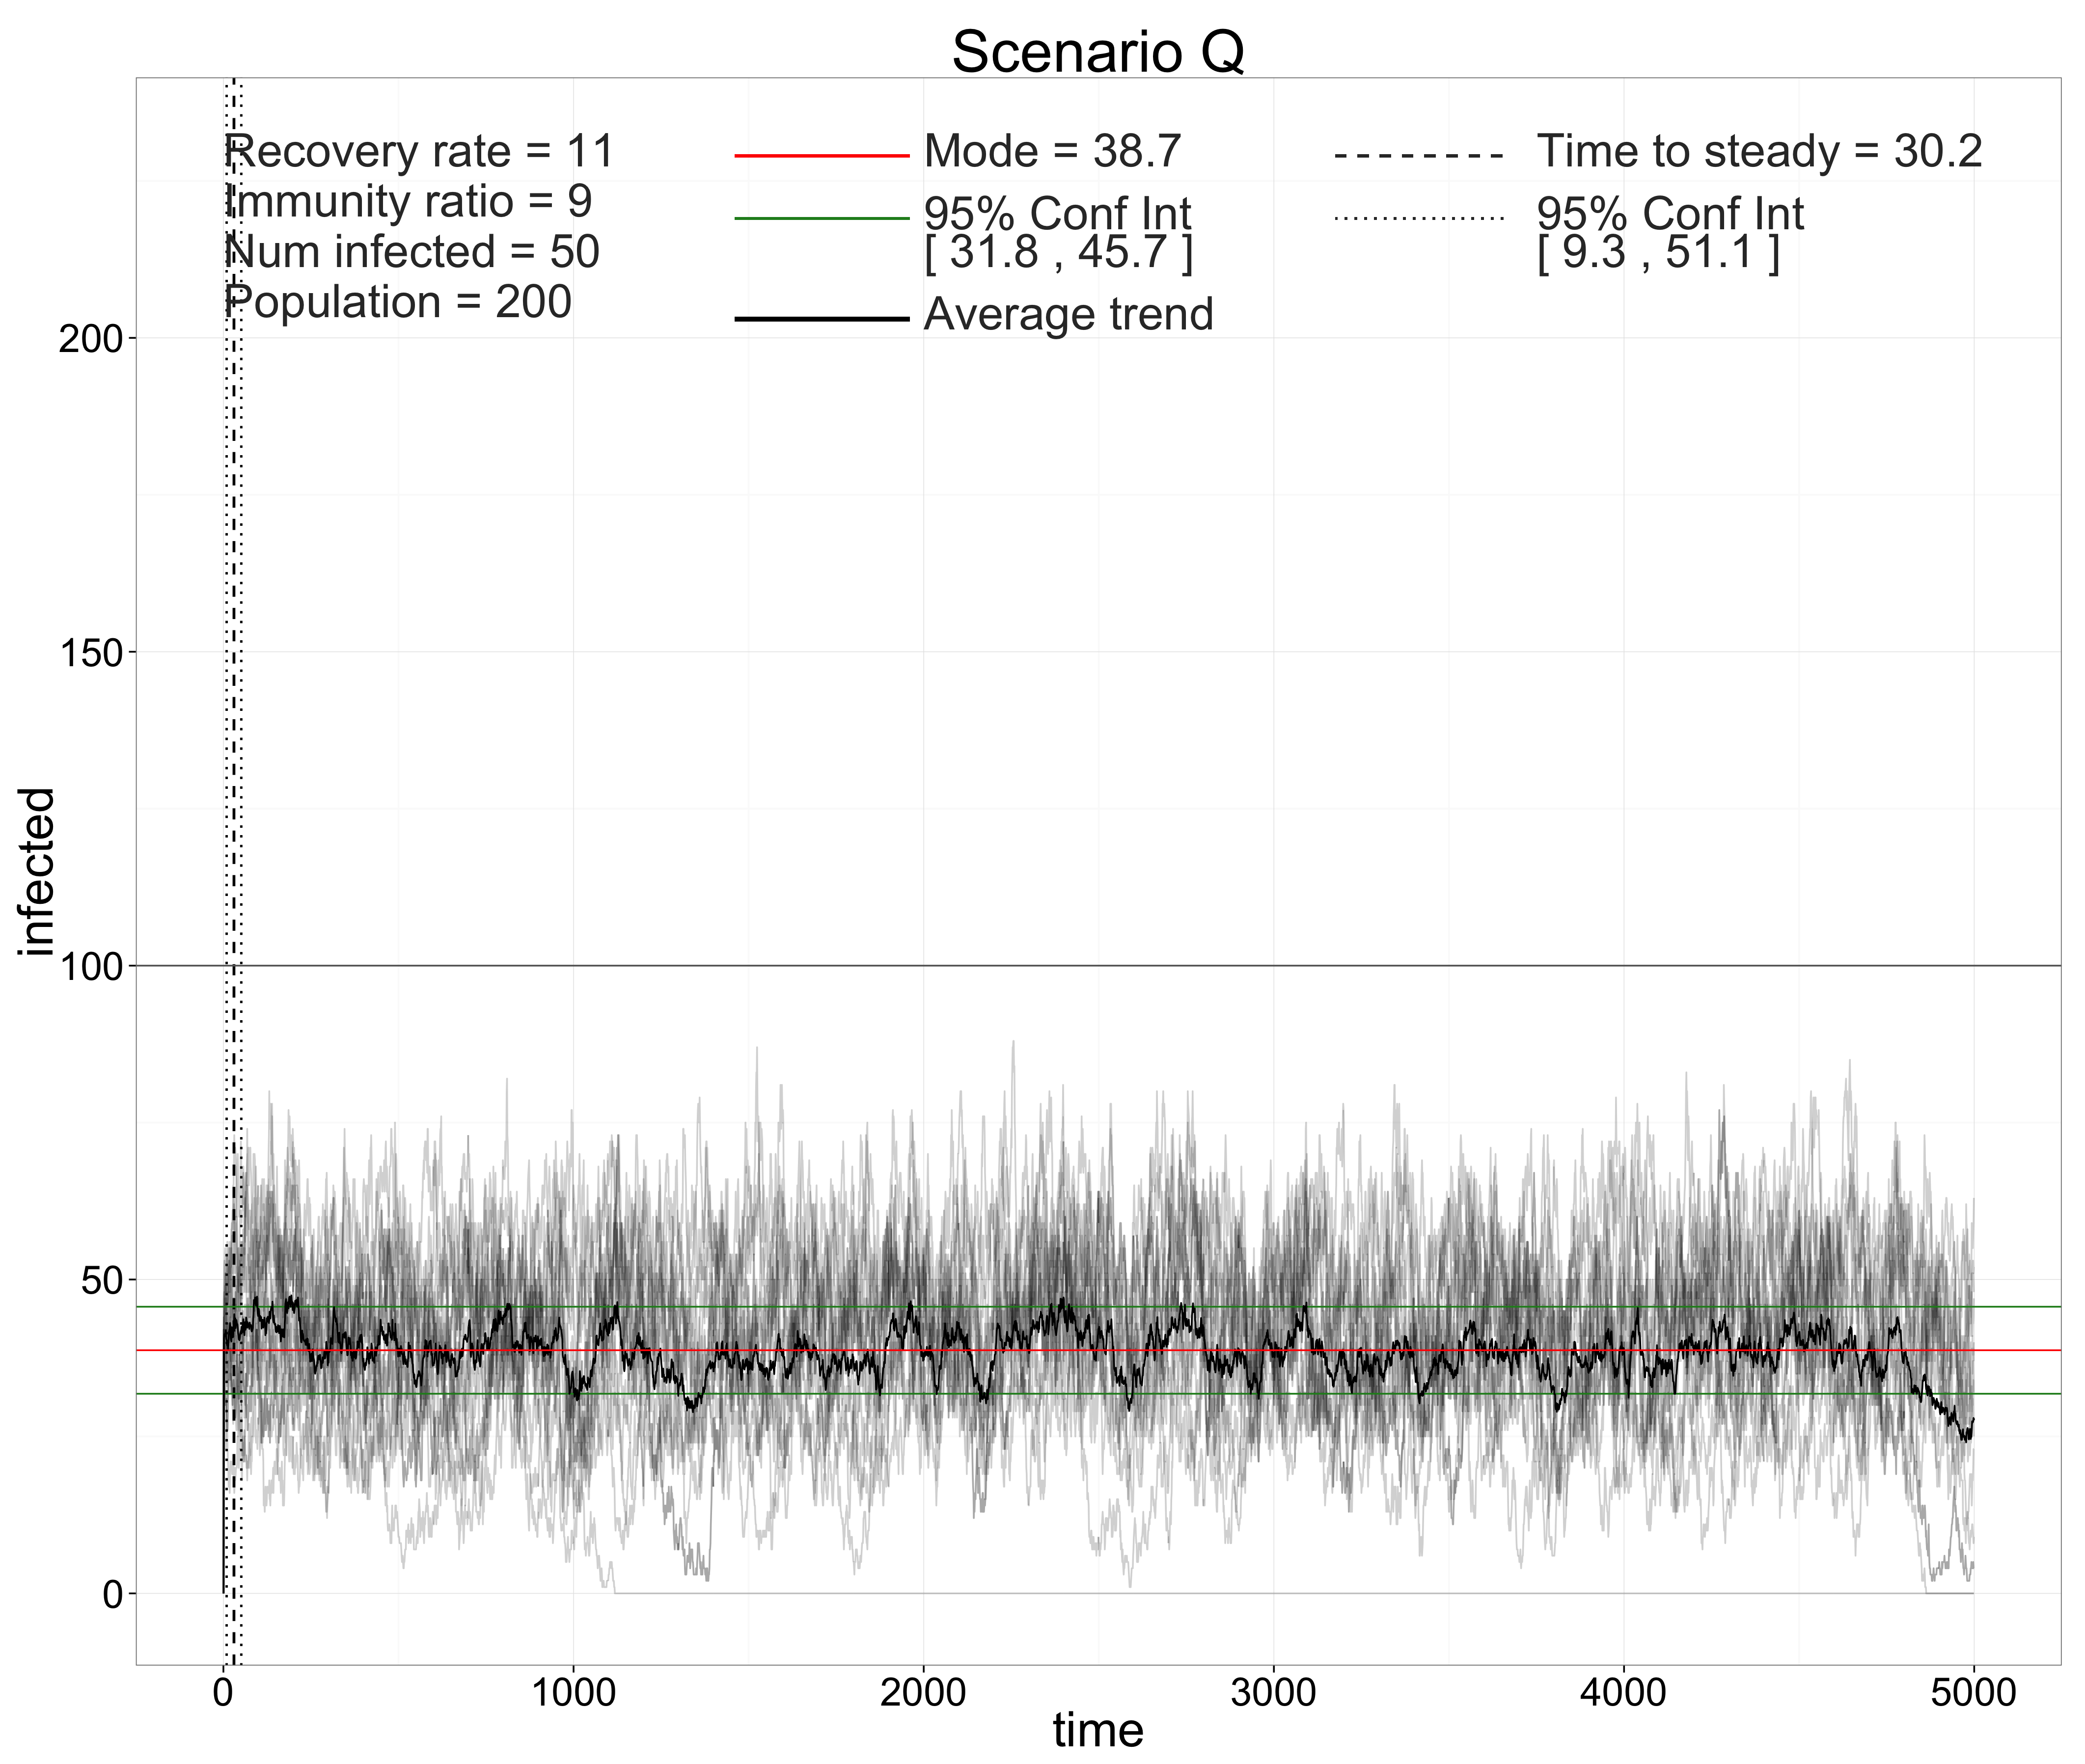 Scenario Q
Recovery rate = 11
Immunity ratio = 9
Num infected = 50
Population = 200
Mode = 38.7
95% Conf Int
[ 31.8 , 45.7 ]
Average trend
Time to steady = 30.2
95% Conf Int
[ 9.3 , 51.1 ]
infected
200
150
100
50
0
0 1000 2000 3000 4000 5000
time